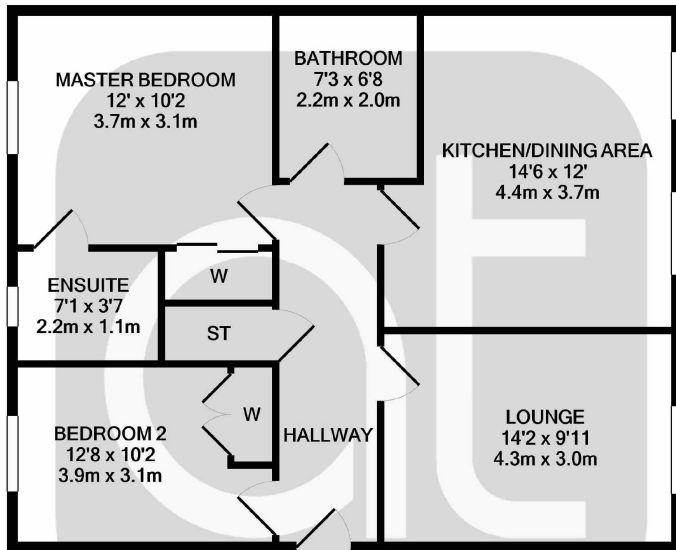 MASTER BEDROOM
12' x 10'2
3.7m x 3.1m
BATHROOM
7'3 x 6'8
2.2m x 2.0m
KITCHEN/DINING AREA
14'6 x 12'
4.4m x 3.7m
ENSUITE
7'1 x 3'7
2.2m x 1.1m
W
ST
W
HALLWAY
BEDROOM 2
12'8 x 10'2
3.9m x 3.1m
LOUNGE
14'2 x 9'11
4.3m x 3.0m
at